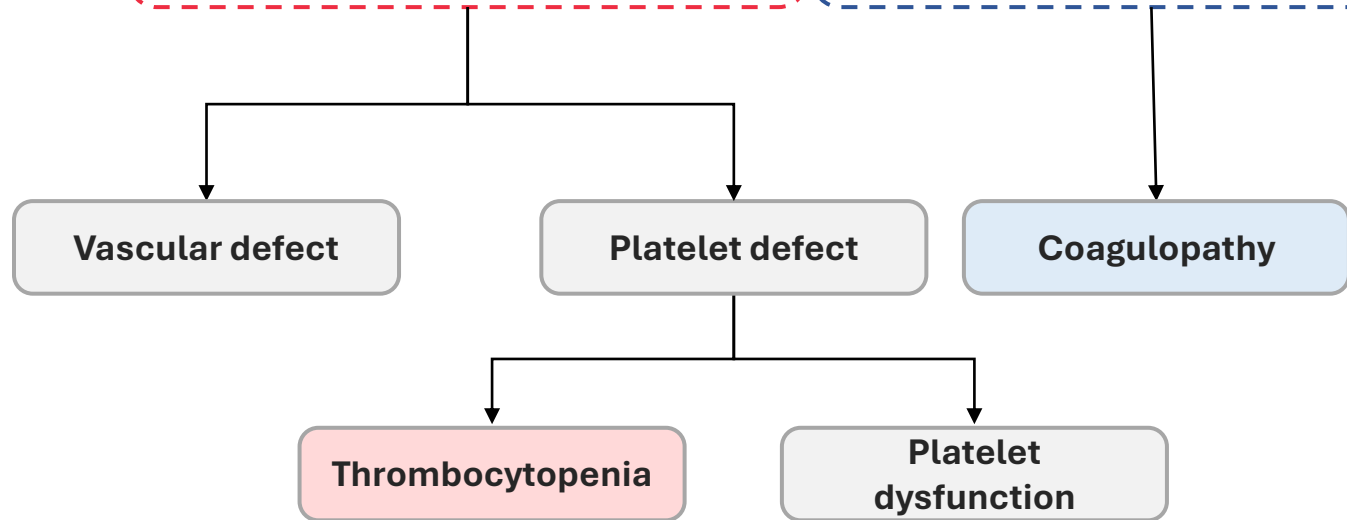 Vascular defect
Platelet defect
Coagulopathy
Thrombocytopenia
Platelet
dysfunction